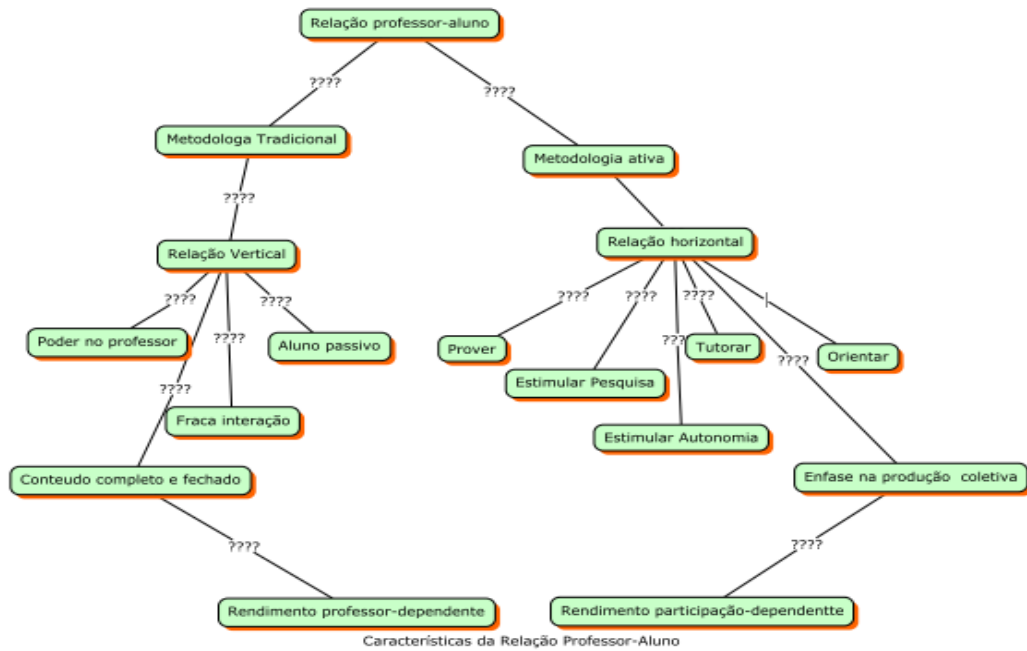 Relação professor-aluno
????
????
Metodologa Tradicional
Metodologia ativa
????
Relação horizontal
Relação Vertical
????
????
????
????
????
????
|
Poder no professor
????
Aluno passivo
Prover
????
Tutorar
Orientar
????
Estimular Pesquisa
????
Fraca interação
Estimular Autonomia
Conteudo completo e fechado
Enfase na produção coletiva
????
????
Rendimento professor-dependente
Rendimento participação-dependentte
Características da Relação Professor-Aluno